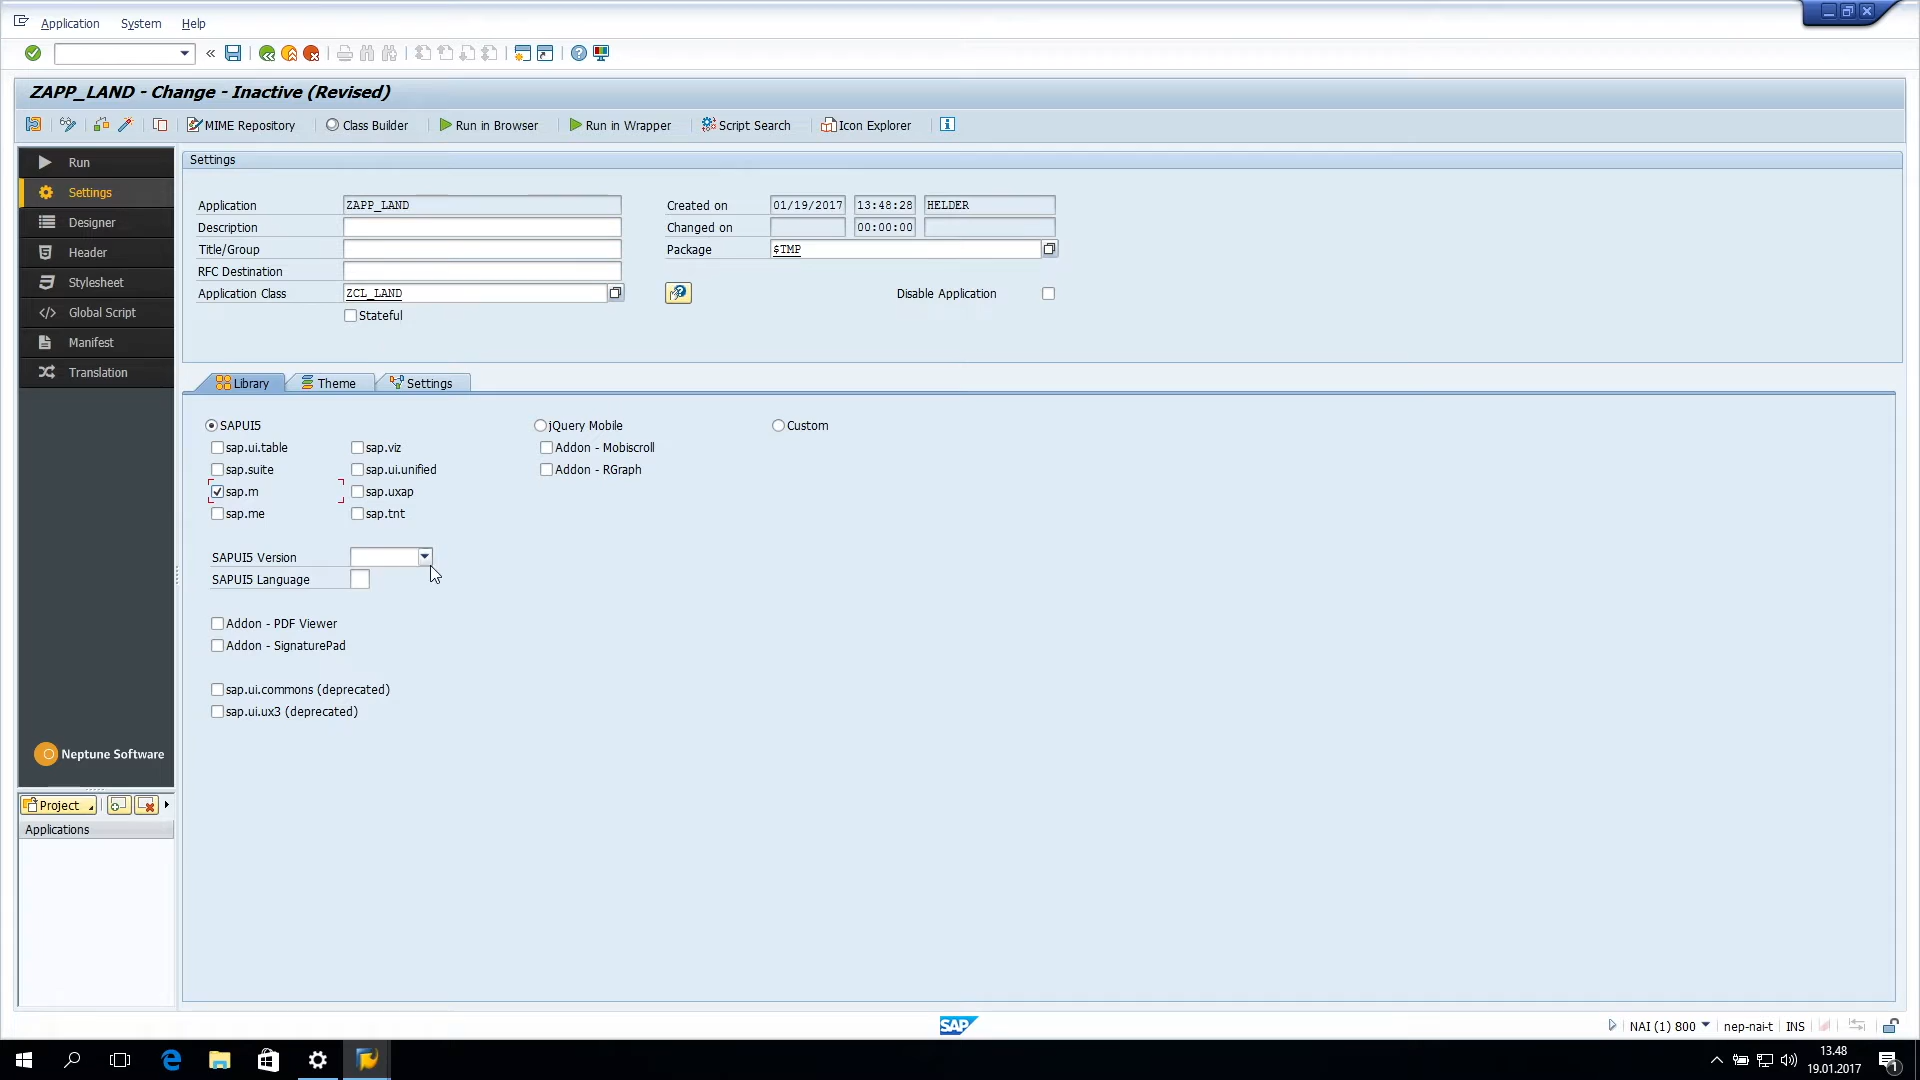 Application System Help
ZAPP_LAND - Change - Inactive (Revised)
MIME Repository Class Builder Run in Browser Run in Wrapper Script Search Icon Explorer
Run
Settings
Designer
Header
Stylesheet
Global Script
Manifest
Translation
Neptune Software
Project
Applications
Settings
Application ZAPP_LAND Created on 01/19/2017 13:48:28 HELDER
Description Changed on 00:00:00
Title/Group Package $TMP
RFC Destination
Application Class ZCL_LAND Disable Application
Stateful
Library Theme Settings
SAPUI5 jQuery Mobile Custom
sap.ui.table sap.viz Addon - Mobiscroll
sap.suite sap.ui.unified Addon - RGraph
sap.m sap.uxap
sap.me sap.tnt
SAPUI5 Version
SAPUI5 Language
Addon - PDF Viewer
Addon - SignaturePad
sap.ui.commons (deprecated)
sap.ui.ux3 (deprecated)
SAP NAI (1) 800 nep-nai-t INS
13.48
19.01.2017
1